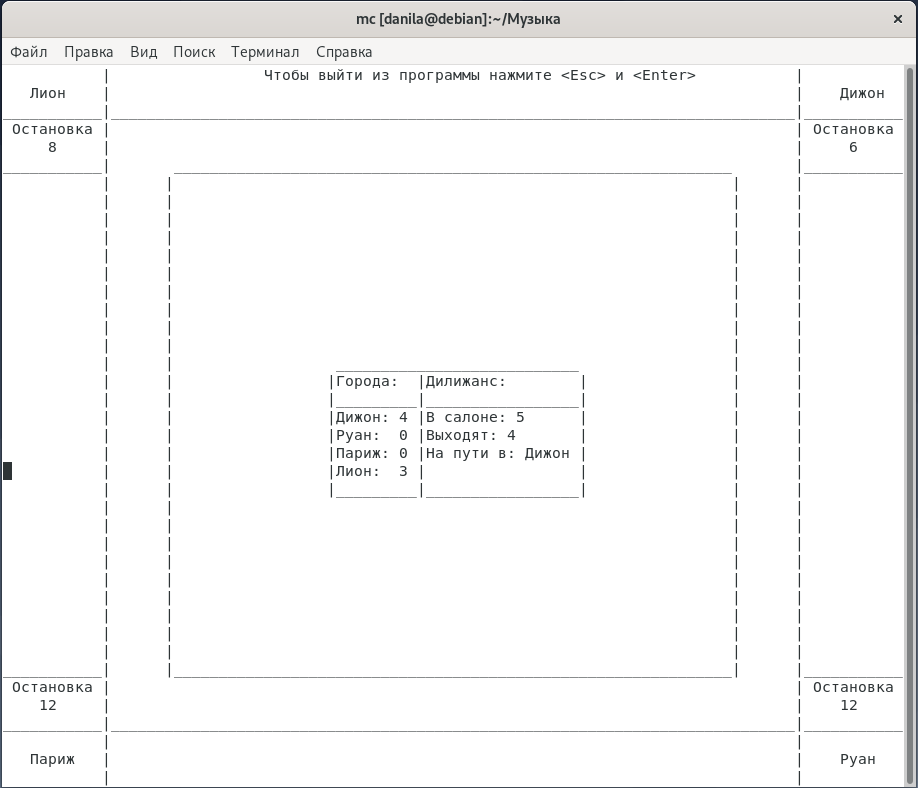 mc [danila@debian]:~/Музыка
Файл Правка Вид Поиск Терминал Справка
Чтобы выйти из программы нажмите <Esc> и <Enter>
Лион Дижон
Остановка Остановка
8 6
Города: Дилижанс:
Дижон: 4 В салоне: 5
Руан: 0 Выходят: 4
Париж: 0 На пути в: Дижон
Лион: 3
Остановка Остановка
12 12
Париж Руан